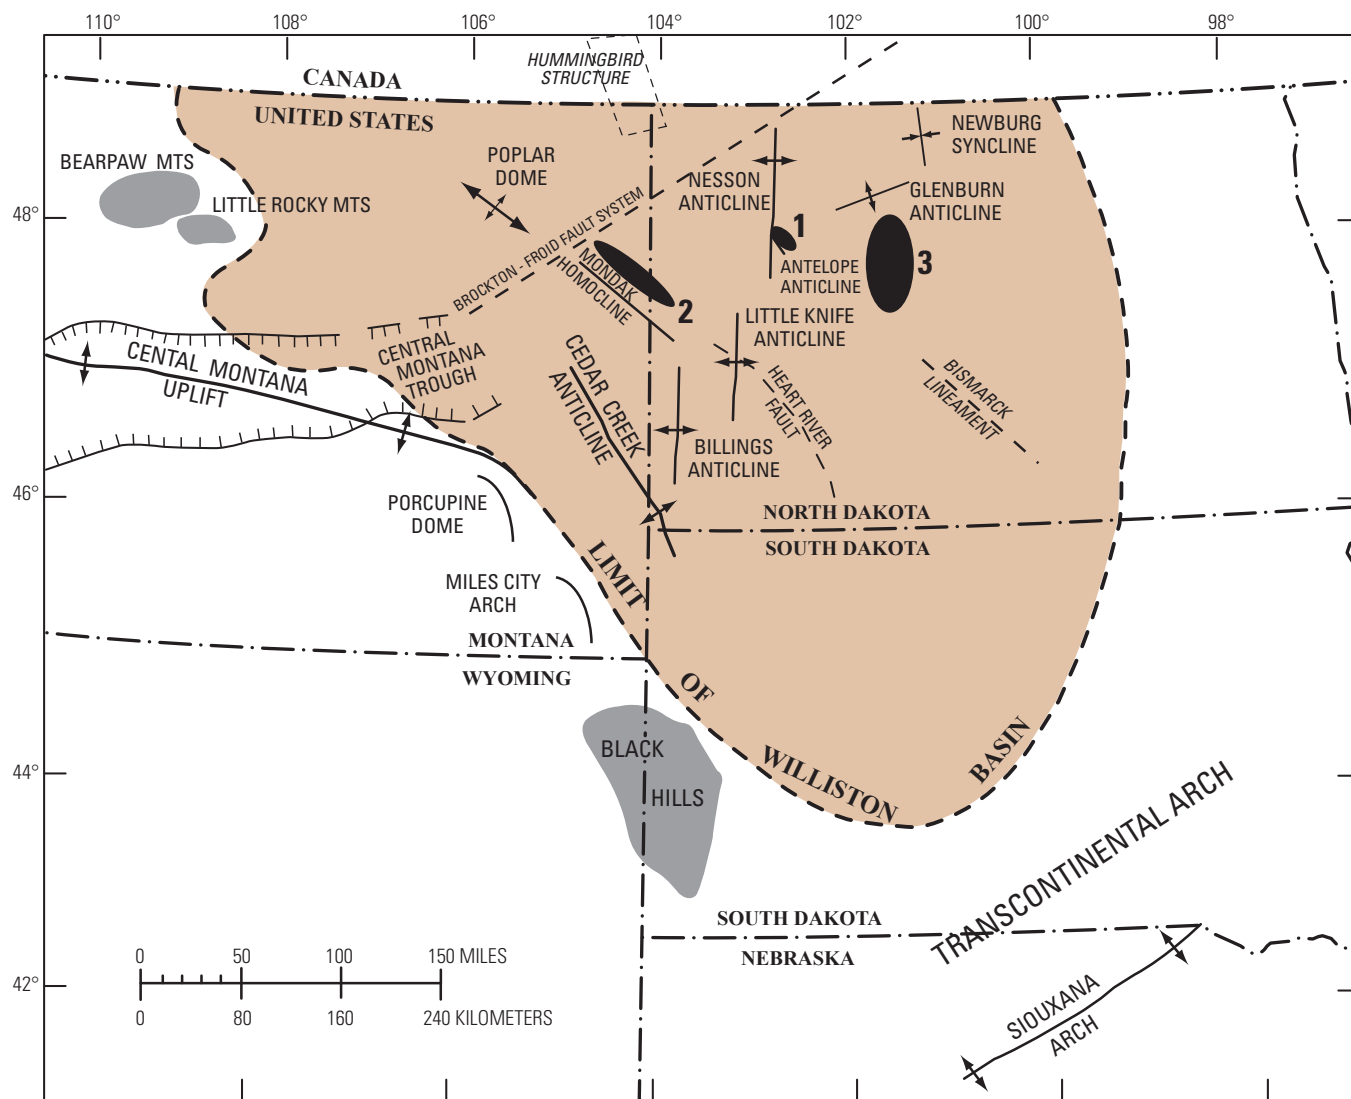 110° 108° 106° 104° 102° 100° 98°
HUMMINGBIRD
STRUCTURE
CANADA
UNITED STATES
NEWBURG
SYNCLINE
BEARPAW MTS
POPLAR
DOME
NESSON
ANTICLINE
GLENBURN
ANTICLINE
LITTLE ROCKY MTS
48°
BROCKTON - FROID FAULT SYSTEM
1
ANTELOPE
ANTICLINE
3
MONDAK
HOMOCLINE
2
LITTLE KNIFE
ANTICLINE
CENTRAL
MONTANA
TROUGH
CENTAL MONTANA
UPLIFT
CEDAR CREEK
ANTICLINE
HEART RIVER
FAULT
BISMARCK
LINEAMENT
BILLINGS
ANTICLINE
46°
PORCUPINE
DOME
NORTH DAKOTA
SOUTH DAKOTA
MILES CITY
ARCH
MONTANA
WYOMING
LIMIT
OF
WILLISTON
BASIN
BLACK
HILLS
44°
TRANSCONTINENTAL ARCH
SOUTH DAKOTA
NEBRASKA
SIOUXANA
ARCH
42°
0 50 100 150 MILES
0 80 160 240 KILOMETERS